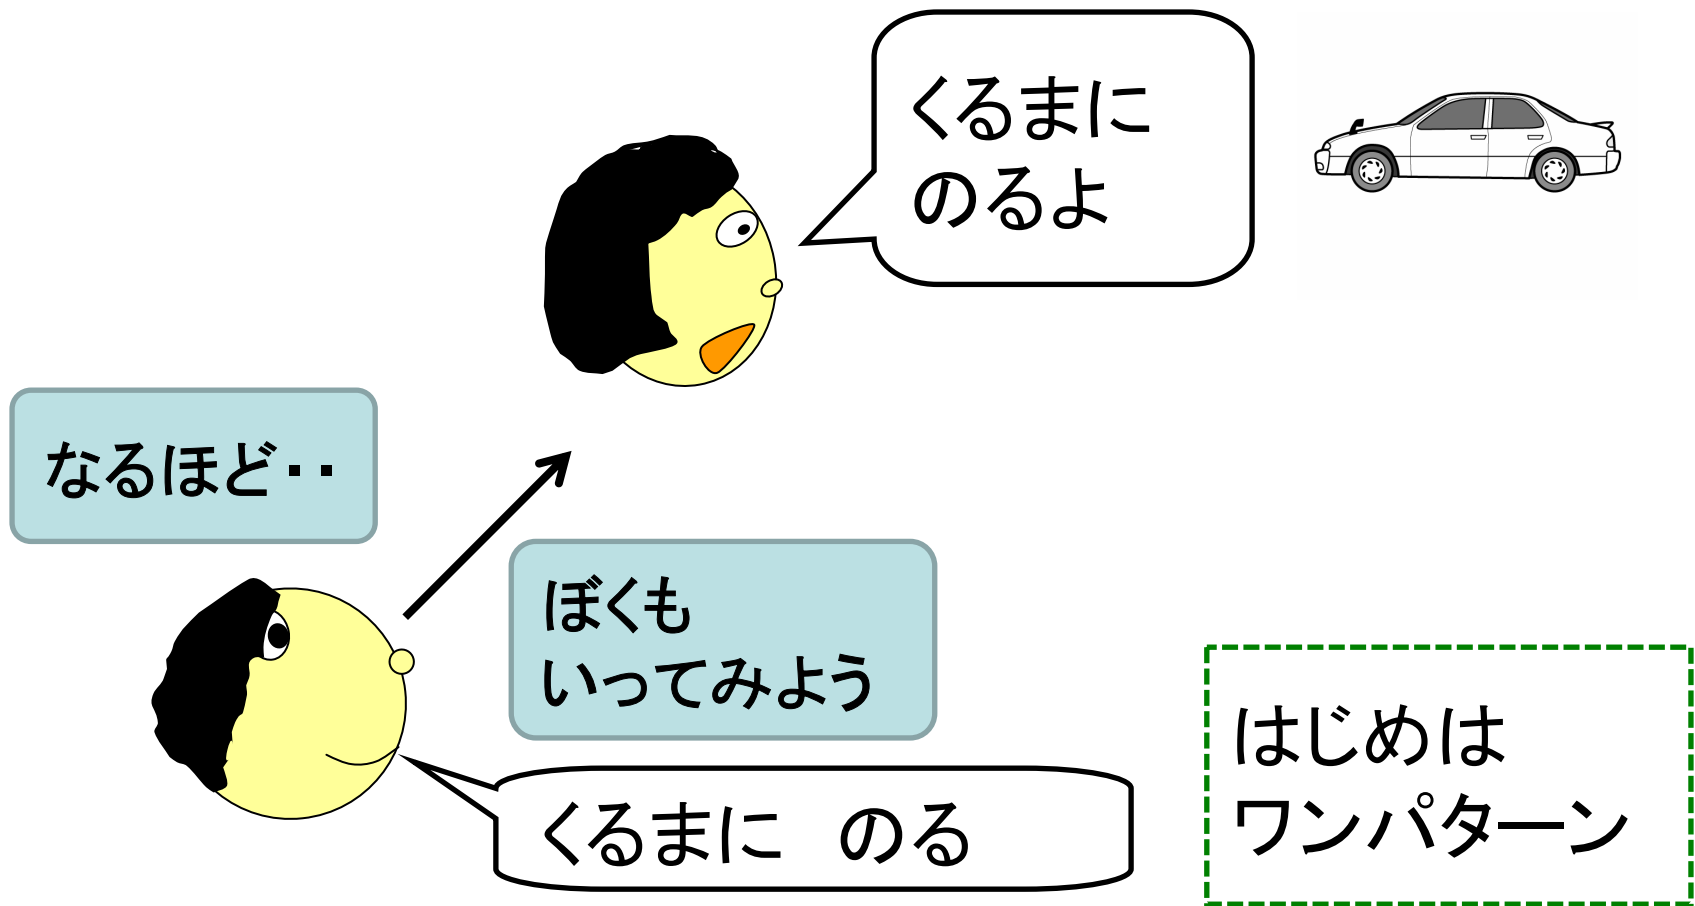 くるまに
のるよ
なるほど・・
ぼくも
いってみよう
くるまに　のる
はじめは
ワンパターン